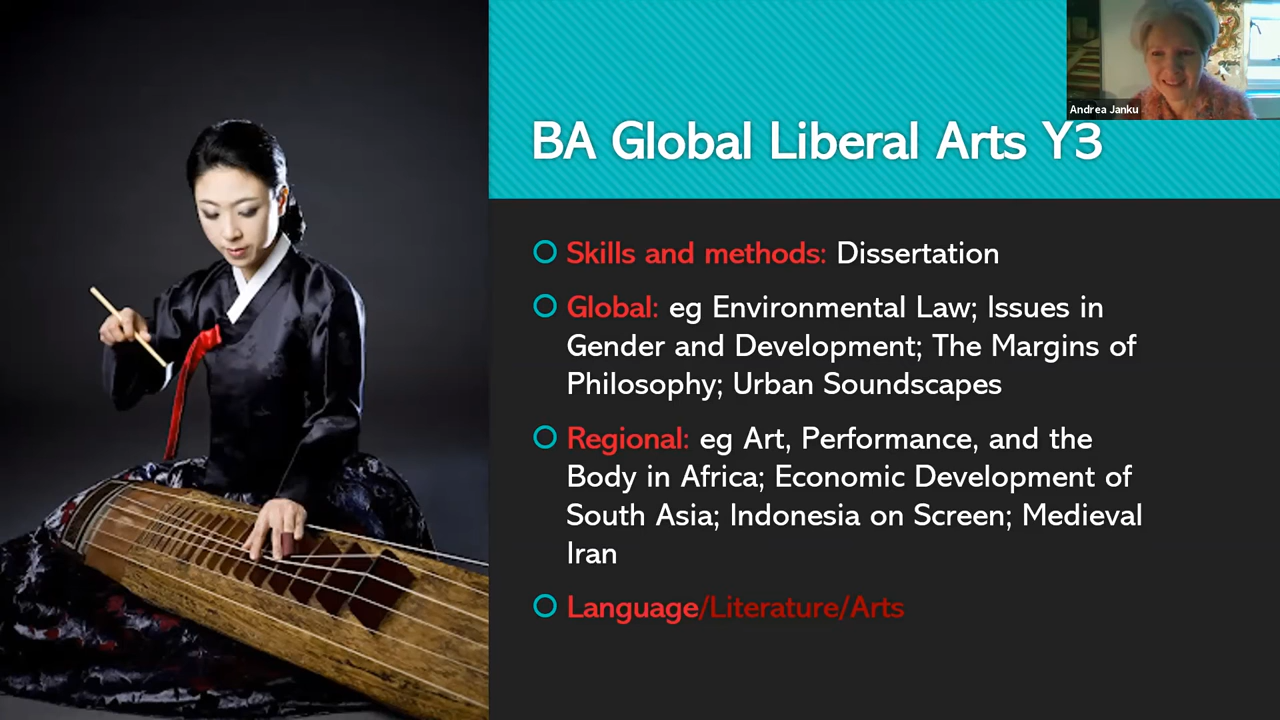 Andrea Janku
BA Global Liberal Arts Y3
Skills and methods: Dissertation
Global: eg Environmental Law; Issues in
Gender and Development; The Margins of
Philosophy; Urban Soundscapes
Regional: eg Art, Performance, and the
Body in Africa; Economic Development of
South Asia; Indonesia on Screen; Medieval
Iran
Language/Literature/Arts